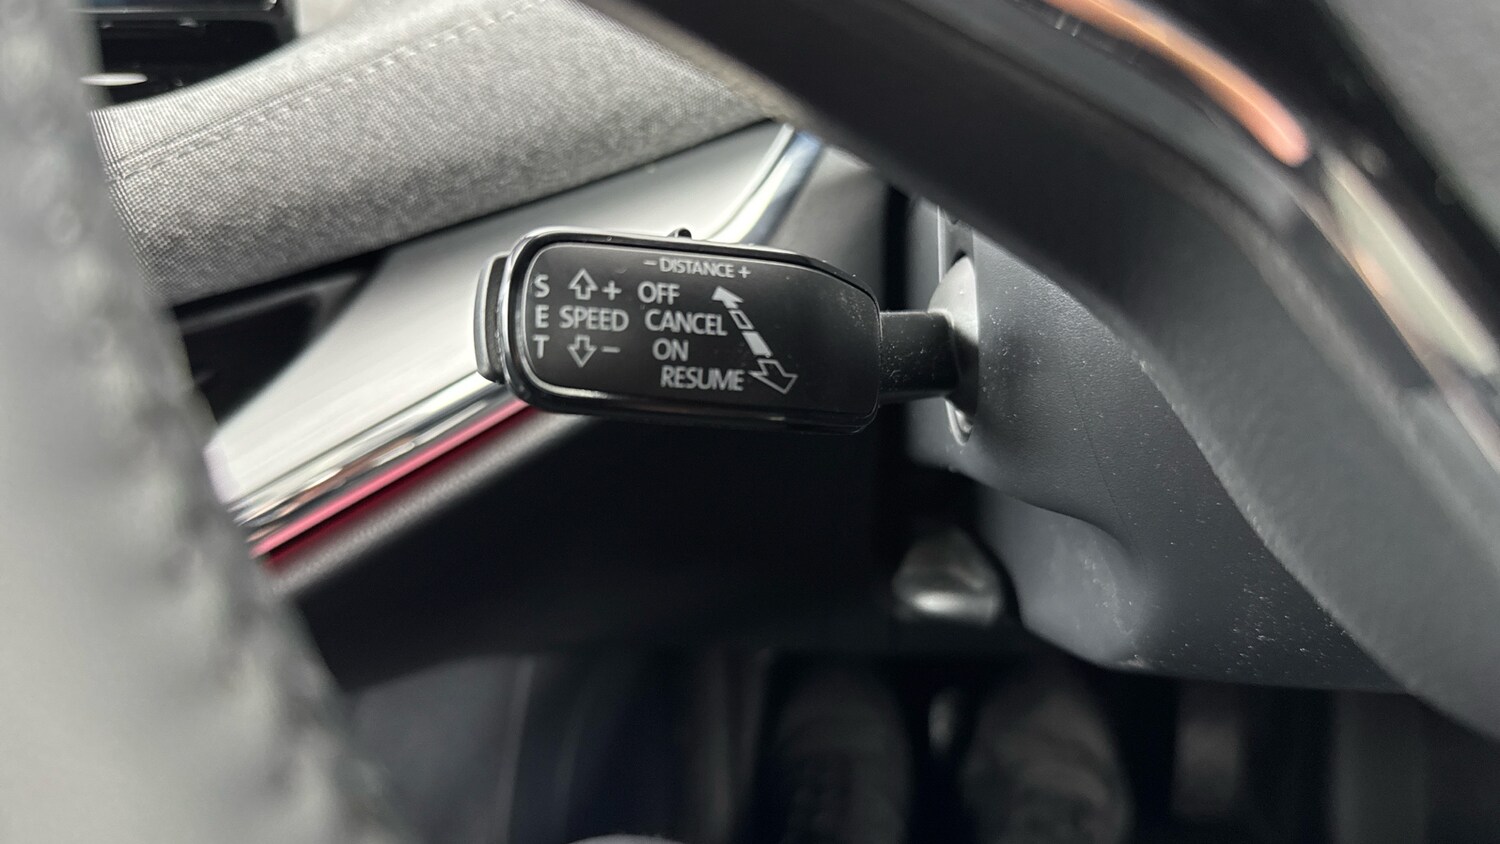 – DISTANCE +
S + OFF
E SPEED CANCEL
T – ON
RESUME